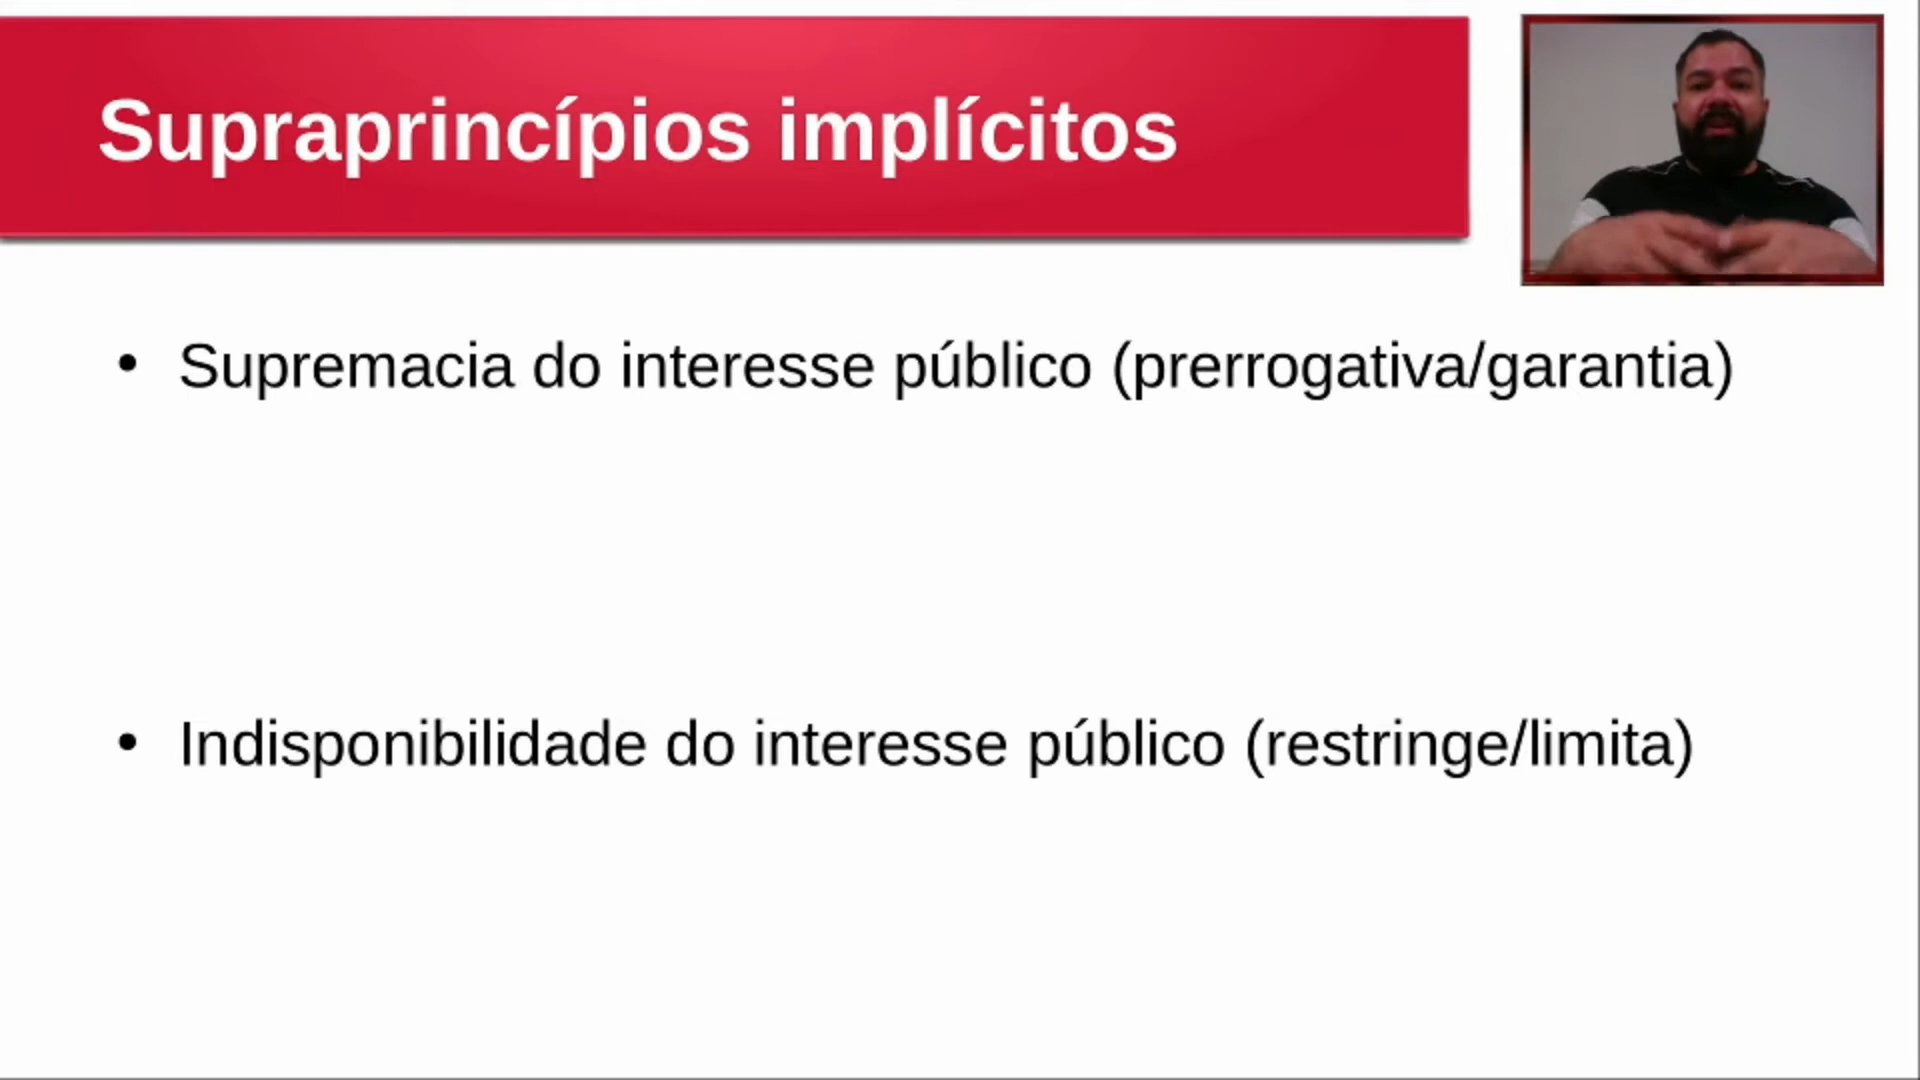 Supraprincípios implícitos
• Supremacia do interesse público (prerrogativa/garantia)
• Indisponibilidade do interesse público (restringe/limita)